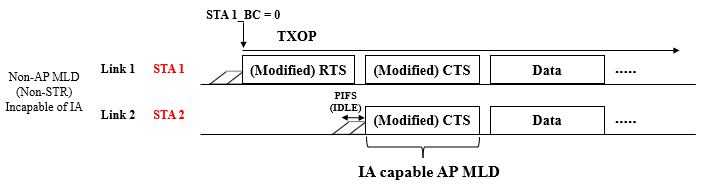 STA 1_BC = 0
TXOP
Non-AP MLD
(Non-STR)
Incapable of IA
Link 1 STA 1 (Modified) RTS (Modified) CTS Data .....
PIFS
(IDLE)
Link 2 STA 2 (Modified) CTS Data .....
IA capable AP MLD